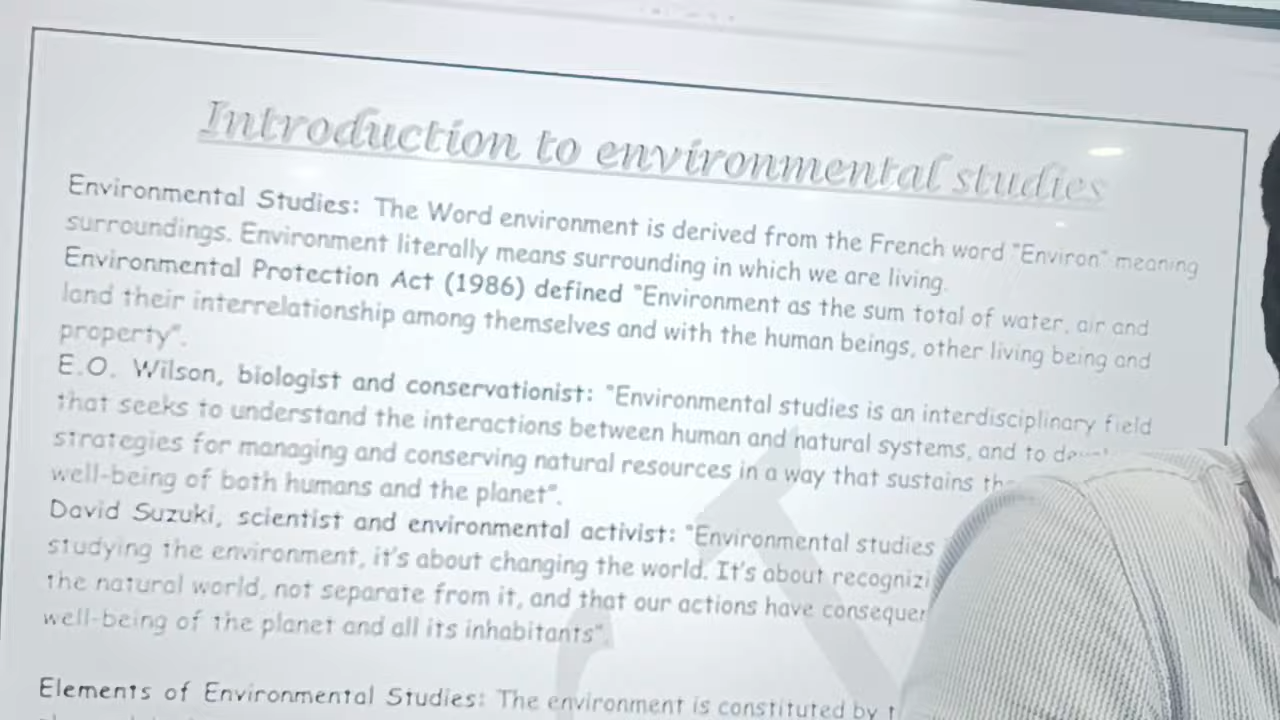 Introduction to environmental studies
Environmental Studies: The Word environment is derived from the French word "Environ" meaning
surroundings. Environment literally means surrounding in which we are living.
Environmental Protection Act (1986) defined "Environment as the sum total of water, air and
land their interrelationship among themselves and with the human beings, other living being and
property".
E.O. Wilson, biologist and conservationist: "Environmental studies is an interdisciplinary field
that seeks to understand the interactions between human and natural systems, and to
strategies for managing and conserving natural resources in a way that sustains
well-being of both humans and the planet".
David Suzuki, scientist and environmental activist: "Environmental studies
studying the environment, it's about changing the world. It's about
the natural world, not separate from it, and that our actions have
well-being of the planet and all its inhabitants".
Elements of Environmental Studies: The environment is constituted by